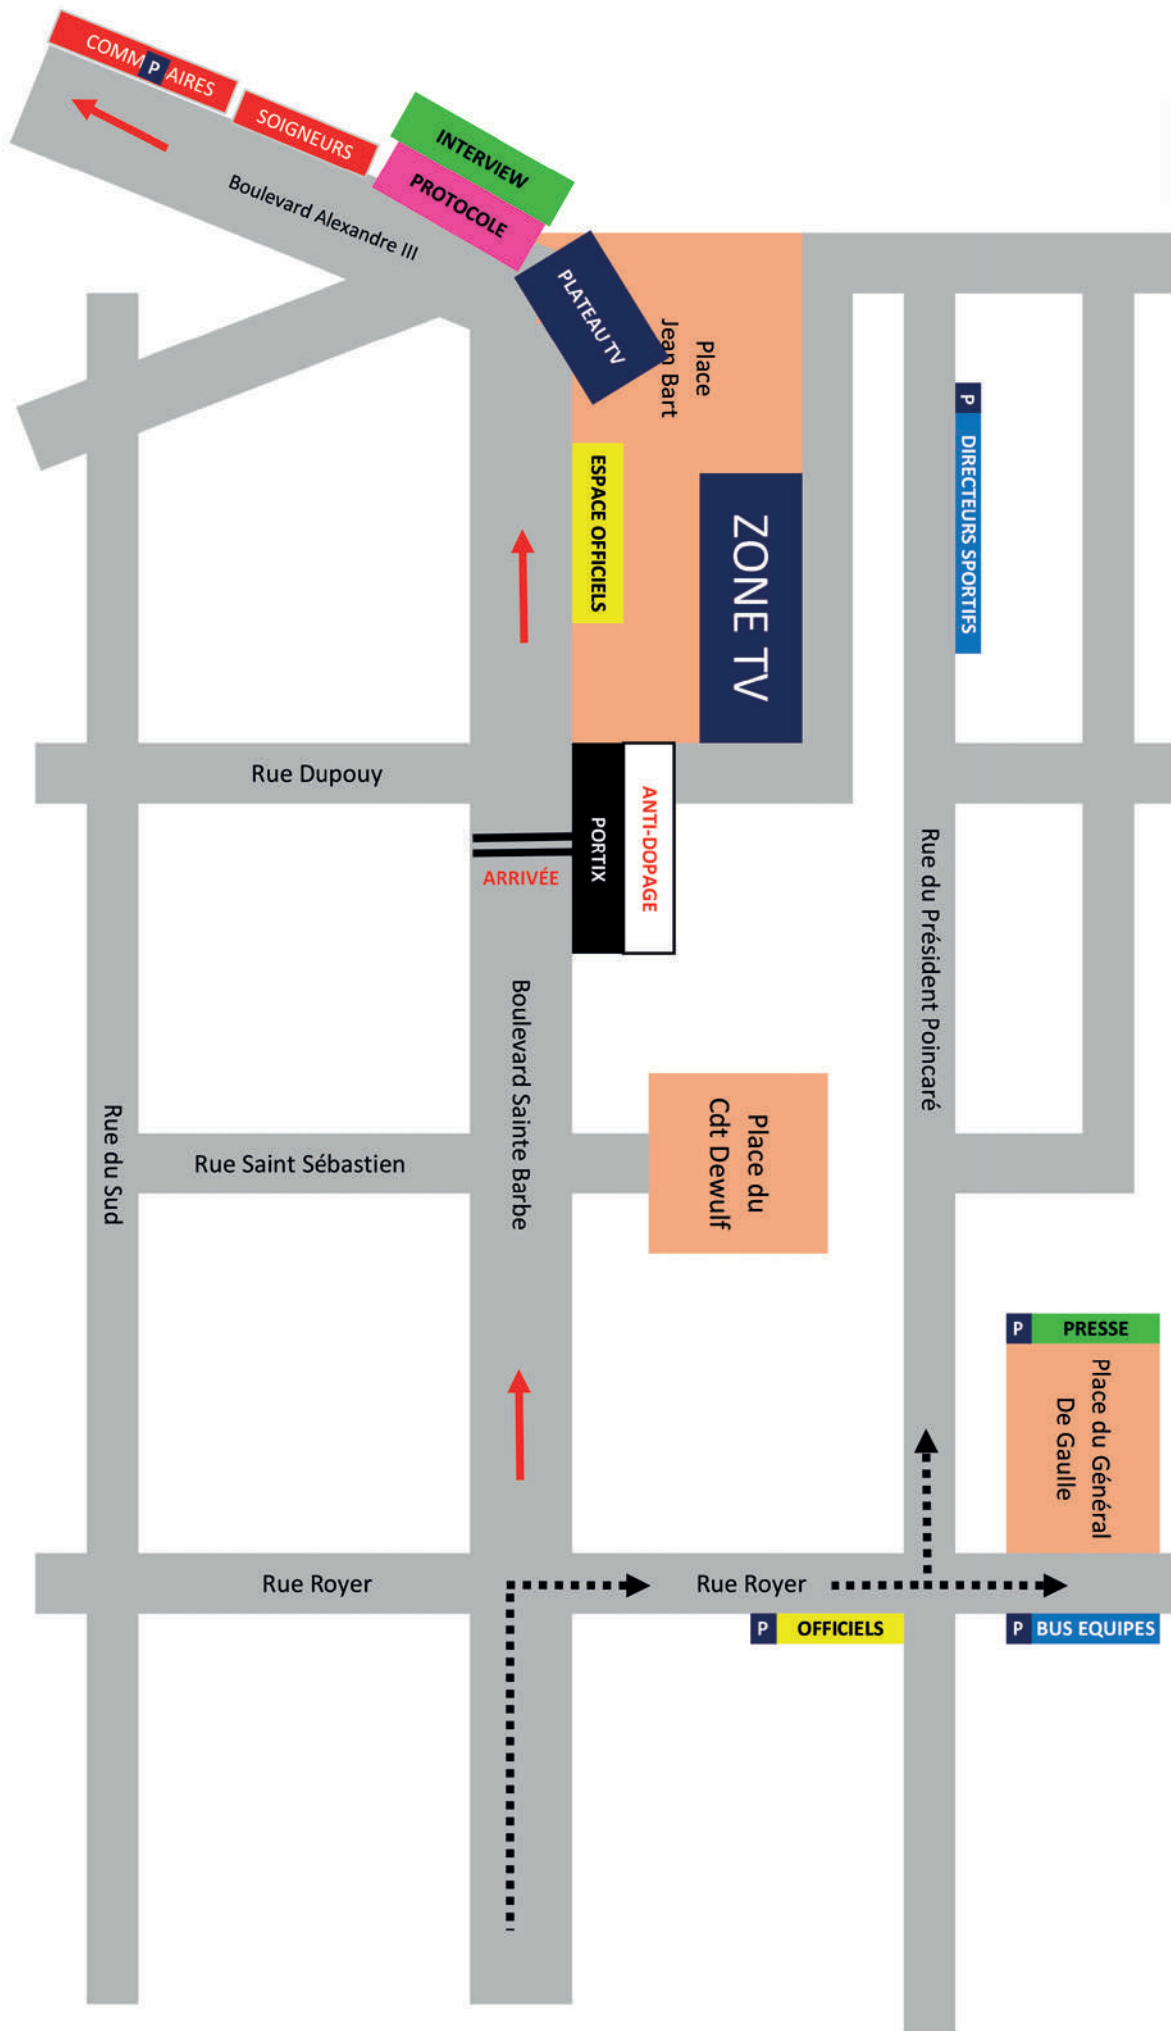 COMM
P
AIRES
SOIGNEURS
INTERVIEW
PROTOCOLE
Boulevard Alexandre III
PLATEAU TV
Place
Jean Bart
P
DIRECTEURS SPORTIFS
ESPACE OFFICIELS
ZONE TV
Rue Dupouy
PORTIX
ANTI-DOPAGE
ARRIVÉE
Rue du Président Poincaré
Boulevard Sainte Barbe
Place du
Cdt Dewulf
Rue du Sud
Rue Saint Sébastien
P
PRESSE
Place du Général
De Gaulle
Rue Royer
Rue Royer
P
OFFICIELS
P
BUS EQUIPES